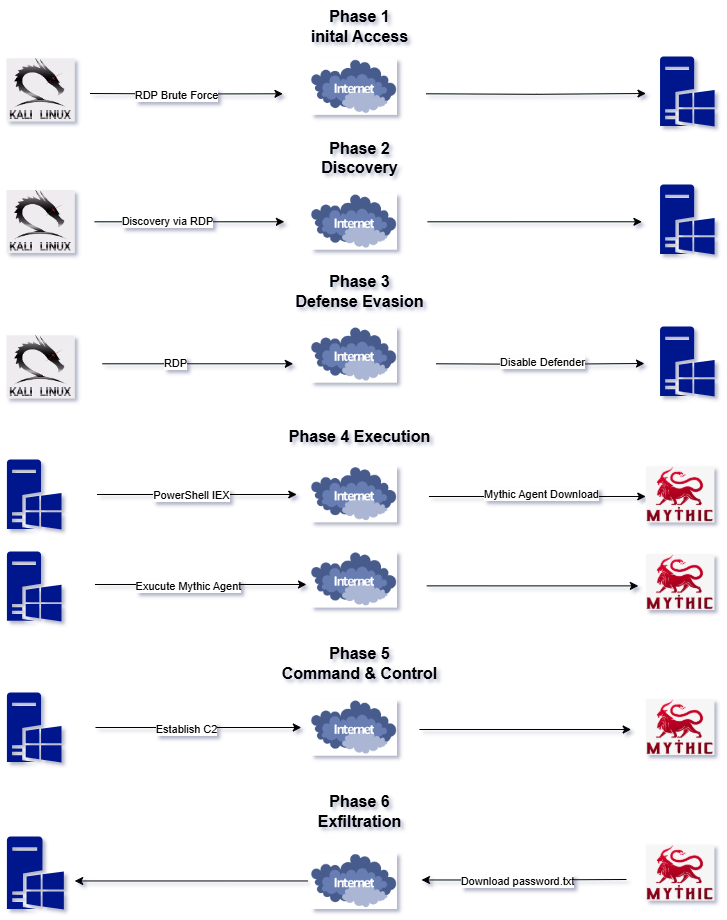 Phase 1
inital Access
KALI LINUX
RDP Brute Force
Internet
Phase 2
Discovery
KALI LINUX
Discovery via RDP
Internet
Phase 3
Defense Evasion
KALI LINUX
RDP
Internet
Disable Defender
Phase 4 Execution
PowerShell IEX
Internet
Mythic Agent Download
MYTHIC
Exucute Mythic Agent
Internet
MYTHIC
Phase 5
Command & Control
Establish C2
Internet
MYTHIC
Phase 6
Exfiltration
Internet
Download password.txt
MYTHIC